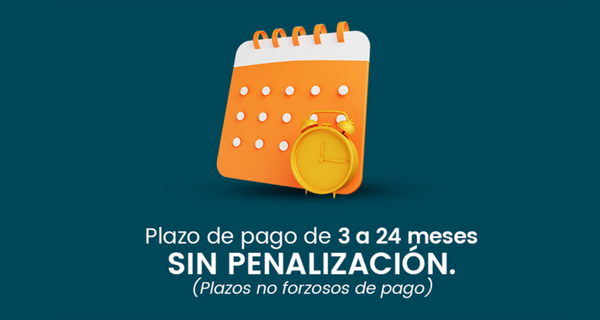 Plazo de pago de 3 a 24 meses
SIN PENALIZACIÓN.
(Plazos no forzosos de pago)